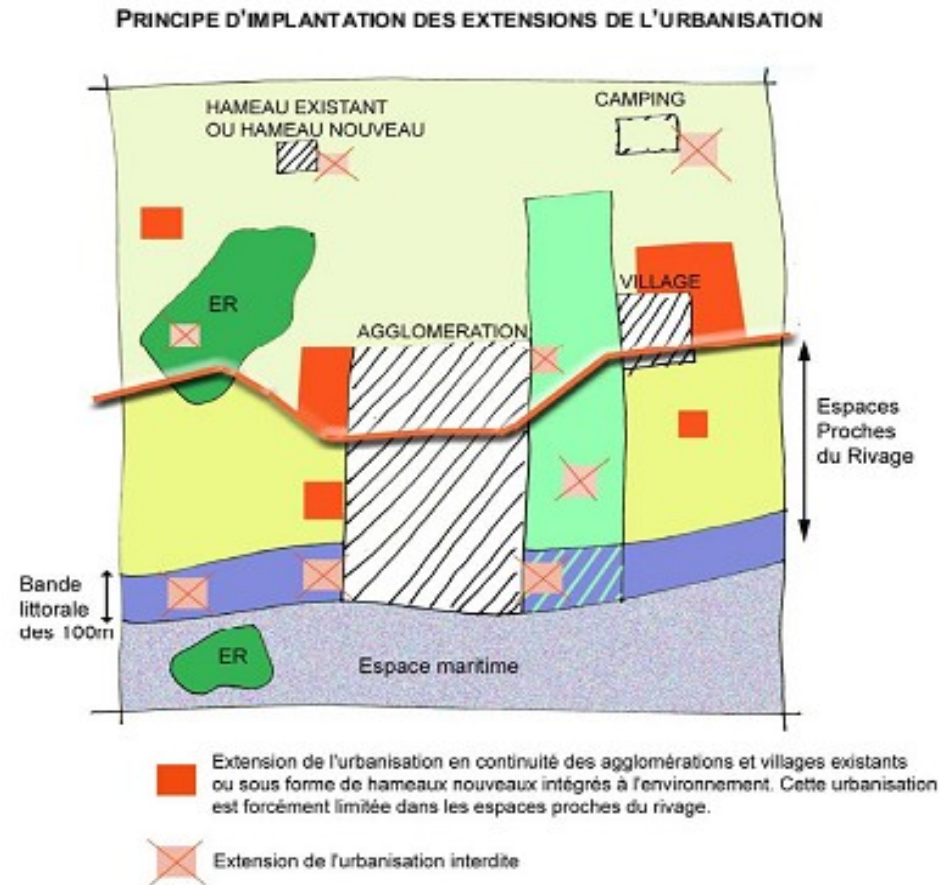 PRINCIPE D'IMPLANTATION DES EXTENSIONS DE L'URBANISATION
HAMEAU EXISTANT
OU HAMEAU NOUVEAU
CAMPING
ER
VILLAGE
AGGLOMERATION
Espaces
Proches
du Rivage
Bande
littorale
des 100m
ER
Espace maritime
Extension de l'urbanisation en continuité des agglomérations et villages existants
ou sous forme de hameaux nouveaux intégrés à l'environnement. Cette urbanisation
est forcément limitée dans les espaces proches du rivage.
Extension de l'urbanisation interdite